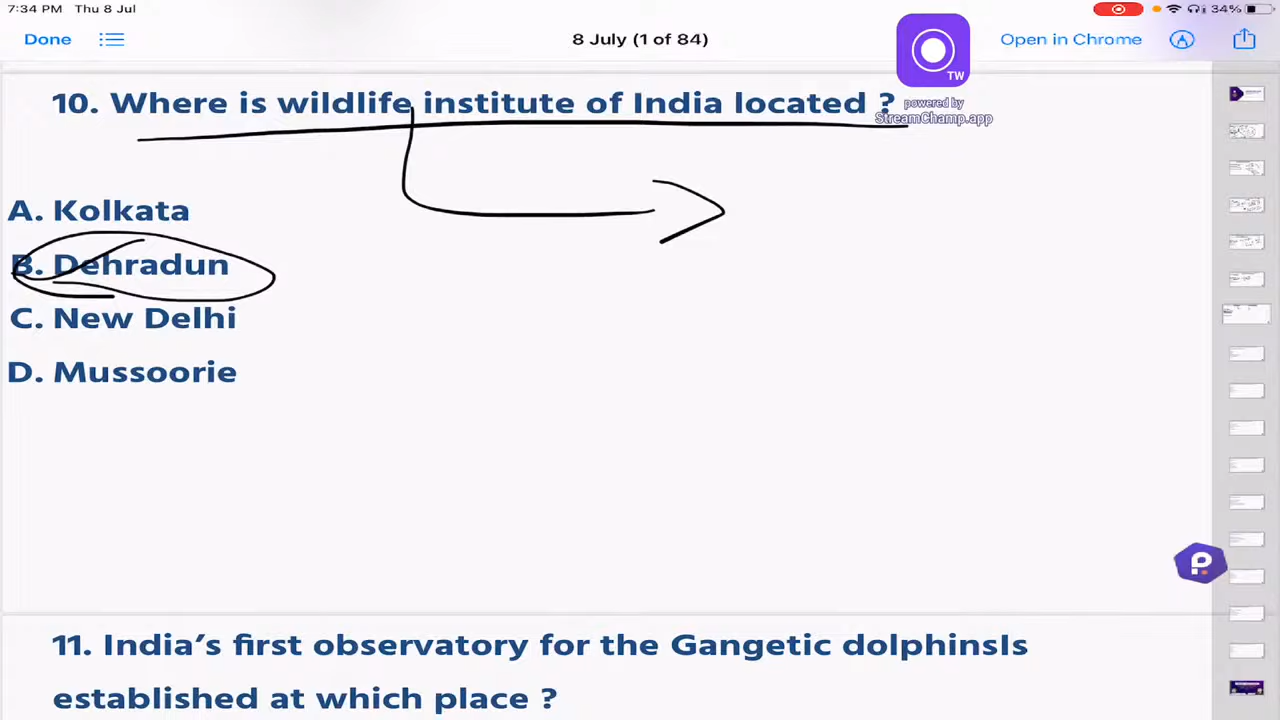 7:34 PM Thu 8 Jul
34%
Done
8 July (1 of 84)
Open in Chrome
TW
powered by
StreamChamp.app
10. Where is wildlife institute of India located ?
A. Kolkata
B. Dehradun
C. New Delhi
D. Mussoorie
11. India's first observatory for the Gangetic dolphinsIs
established at which place ?